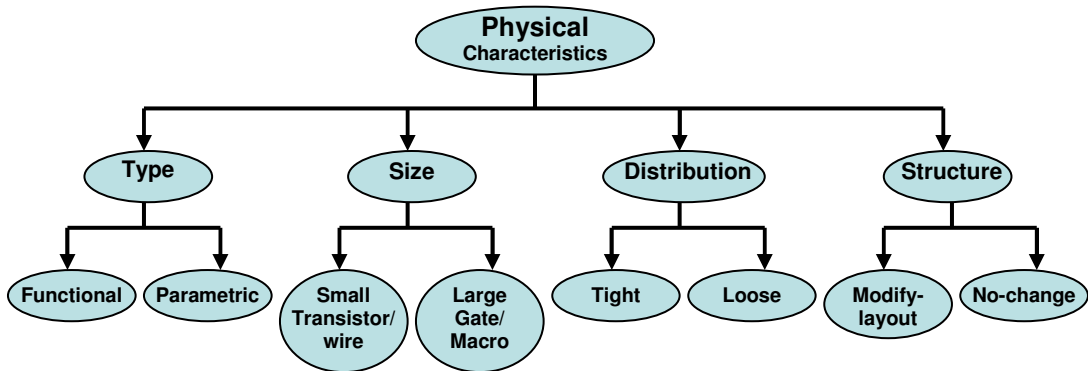 Physical
Characteristics
Type
Size
Distribution
Structure
Functional
Parametric
Small
Transistor/
wire
Large
Gate/
Macro
Tight
Loose
Modify-
layout
No-change